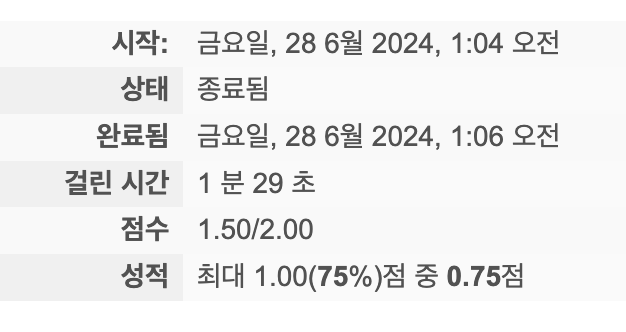 시작: 금요일, 28 6월 2024, 1:04 오전
상태 종료됨
완료됨 금요일, 28 6월 2024, 1:06 오전
걸린 시간 1 분 29 초
점수 1.50/2.00
성적 최대 1.00(75%)점 중 0.75점